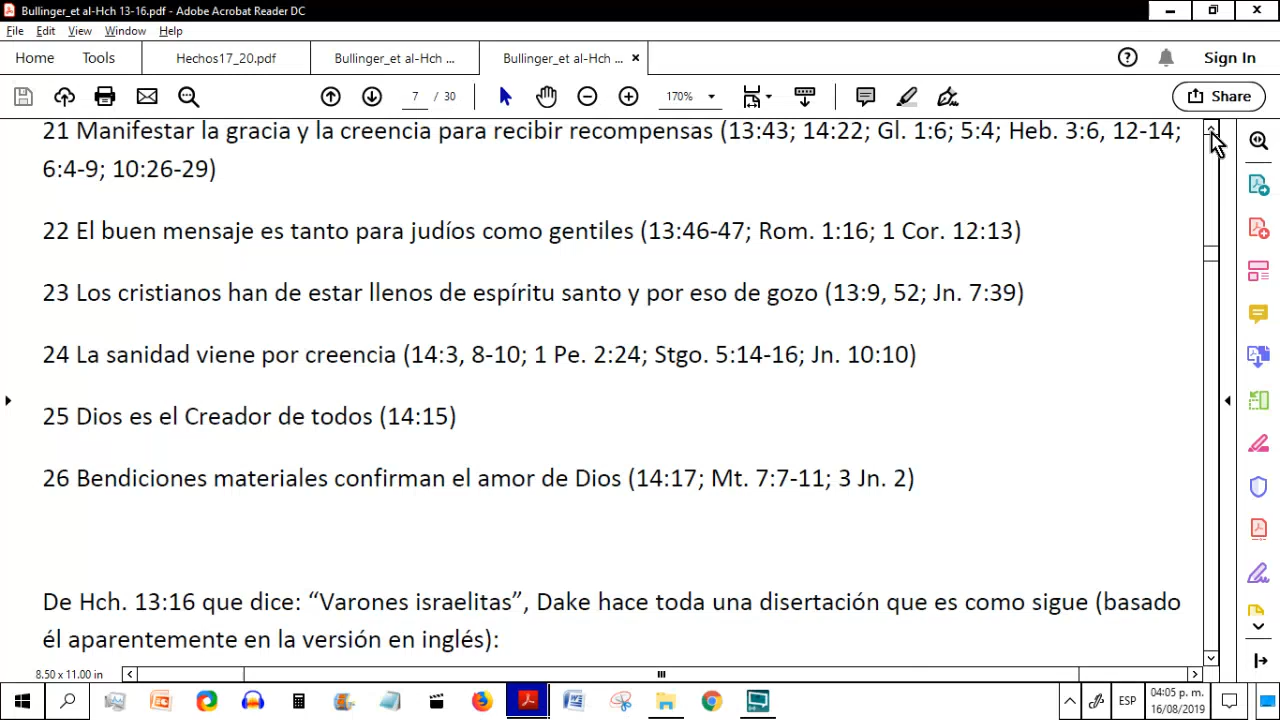 Bullinger_et al-Hch 13-16.pdf - Adobe Acrobat Reader DC
File Edit View Window Help
Home Tools Hechos17_20.pdf Bullinger_et al-Hch ... Bullinger_et al-Hch ... × Sign In
7 / 30 170% Share
21 Manifestar la gracia y la creencia para recibir recompensas (13:43; 14:22; Gl. 1:6; 5:4; Heb. 3:6, 12-14;
6:4-9; 10:26-29)
22 El buen mensaje es tanto para judíos como gentiles (13:46-47; Rom. 1:16; 1 Cor. 12:13)
23 Los cristianos han de estar llenos de espíritu santo y por eso de gozo (13:9, 52; Jn. 7:39)
24 La sanidad viene por creencia (14:3, 8-10; 1 Pe. 2:24; Stgo. 5:14-16; Jn. 10:10)
25 Dios es el Creador de todos (14:15)
26 Bendiciones materiales confirman el amor de Dios (14:17; Mt. 7:7-11; 3 Jn. 2)
De Hch. 13:16 que dice: “Varones israelitas”, Dake hace toda una disertación que es como sigue (basado
él aparentemente en la versión en inglés):
8.50 x 11.00 in
ESP 04:05 p. m.
16/08/2019